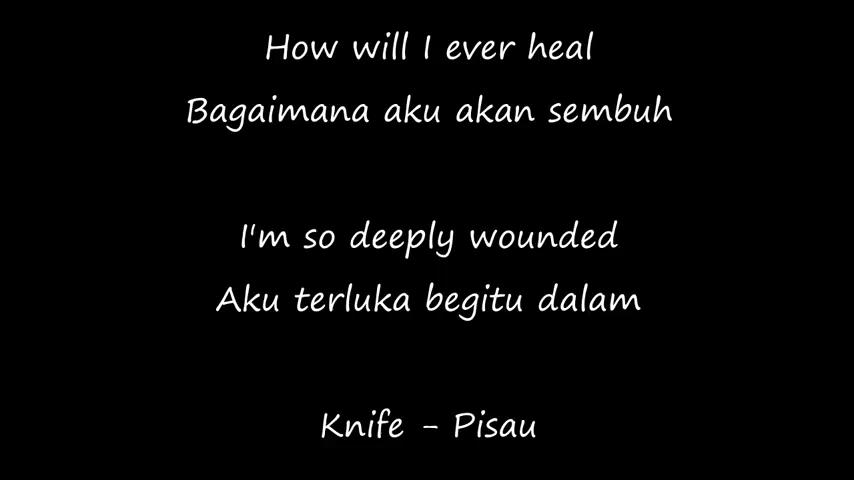 How will I ever heal
Bagaimana aku akan sembuh
I'm so deeply wounded
Aku terluka begitu dalam
Knife - Pisau